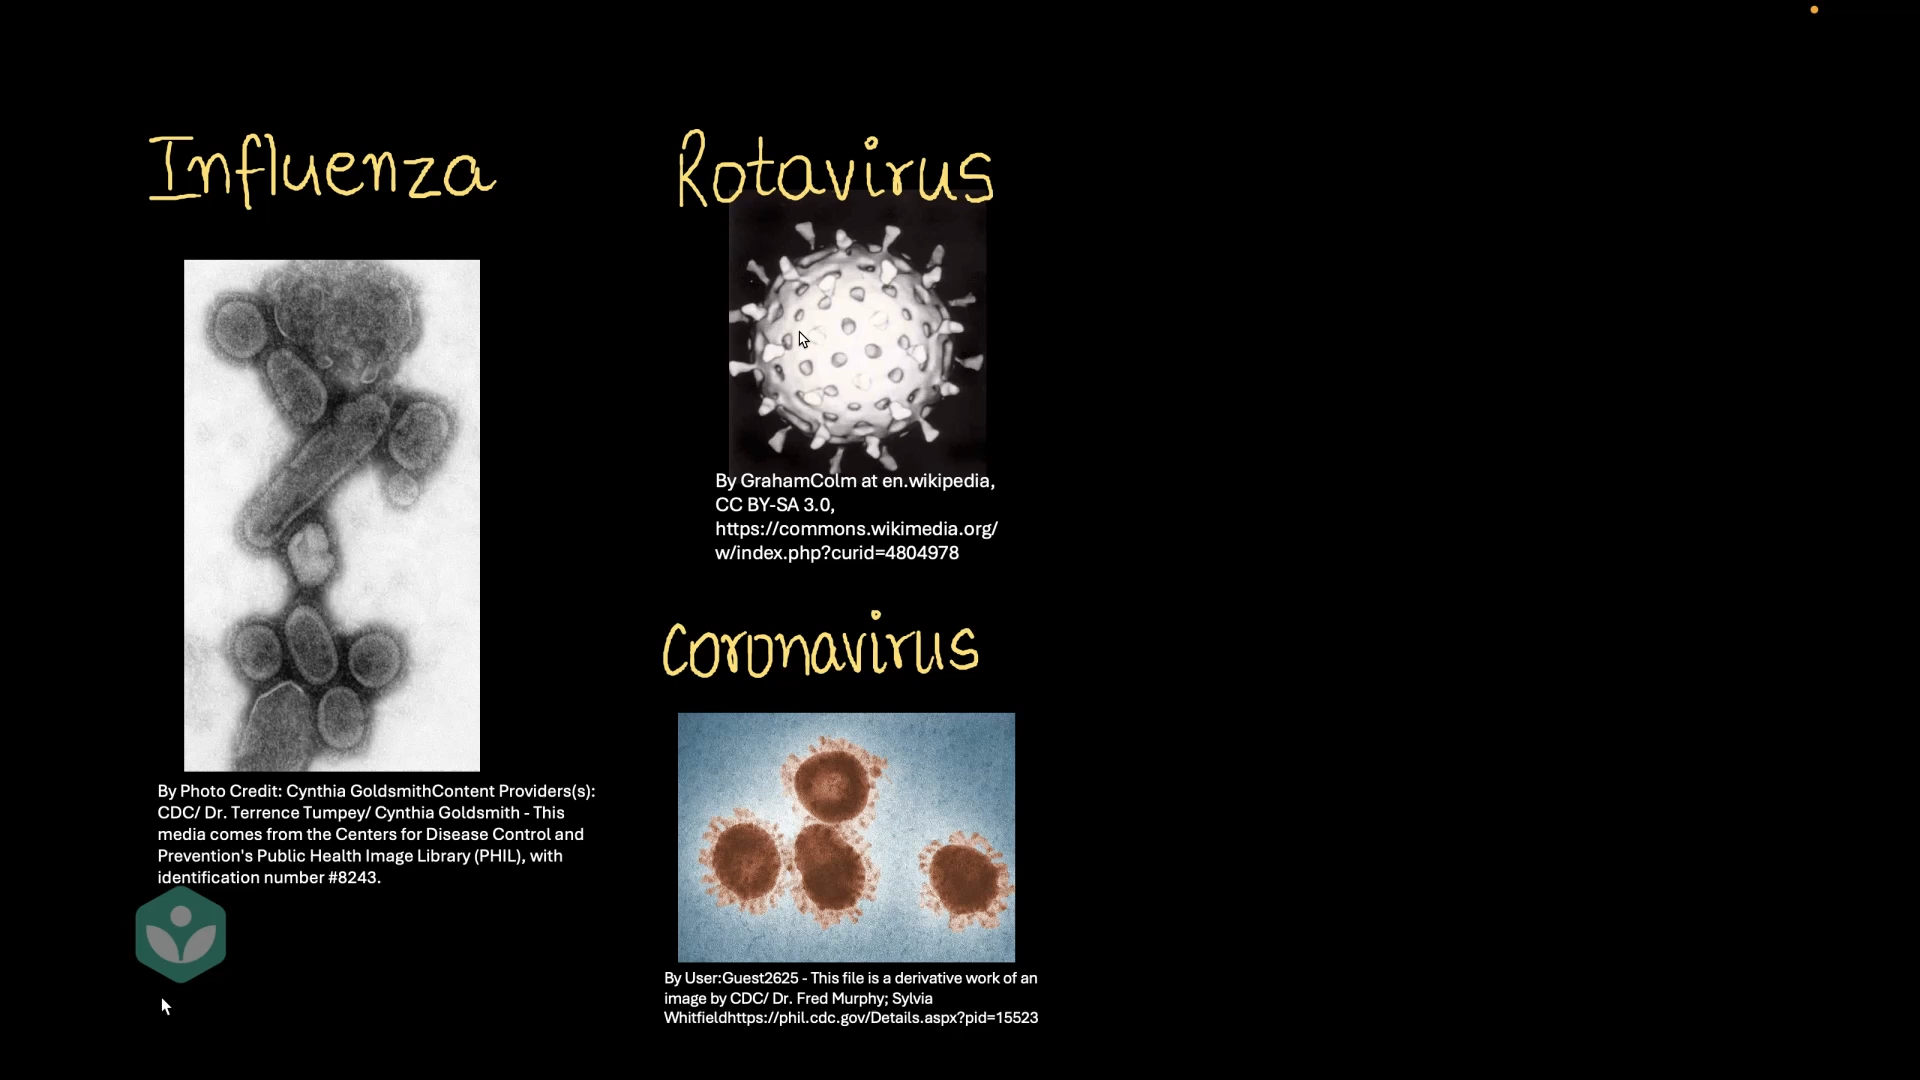 Influenza
By Photo Credit: Cynthia GoldsmithContent Providers(s):
CDC/ Dr. Terrence Tumpey/ Cynthia Goldsmith - This
media comes from the Centers for Disease Control and
Prevention's Public Health Image Library (PHIL), with
identification number #8243.
Rotavirus
By GrahamColm at en.wikipedia,
CC BY-SA 3.0,
https://commons.wikimedia.org/
w/index.php?curid=4804978
Coronavirus
By User:Guest2625 - This file is a derivative work of an
image by CDC/ Dr. Fred Murphy; Sylvia
Whitfieldhttps://phil.cdc.gov/Details.aspx?pid=15523